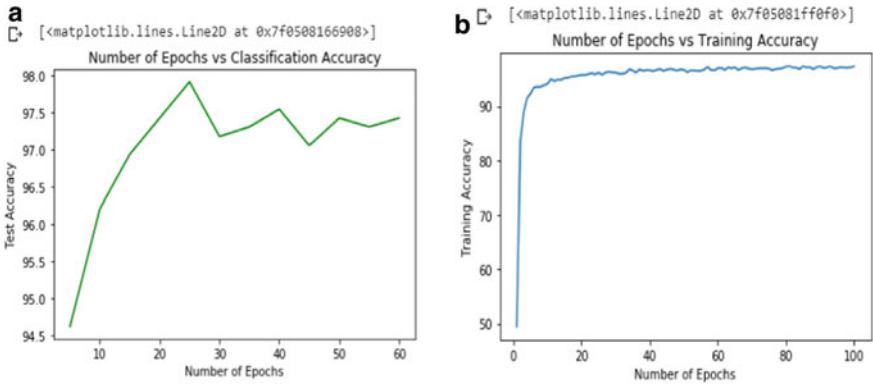 a
[<matplotlib.lines.Line2D at 0x7f0508166908>]
Number of Epochs vs Classification Accuracy
98.0
97.5
97.0
96.5
96.0
95.5
95.0
94.5
Test Accuracy
10
20
30
40
50
60
Number of Epochs
b
[<matplotlib.lines.Line2D at 0x7f05081ff0f0>]
Number of Epochs vs Training Accuracy
90
80
70
60
50
Training Accuracy
0
20
40
60
80
100
Number of Epochs